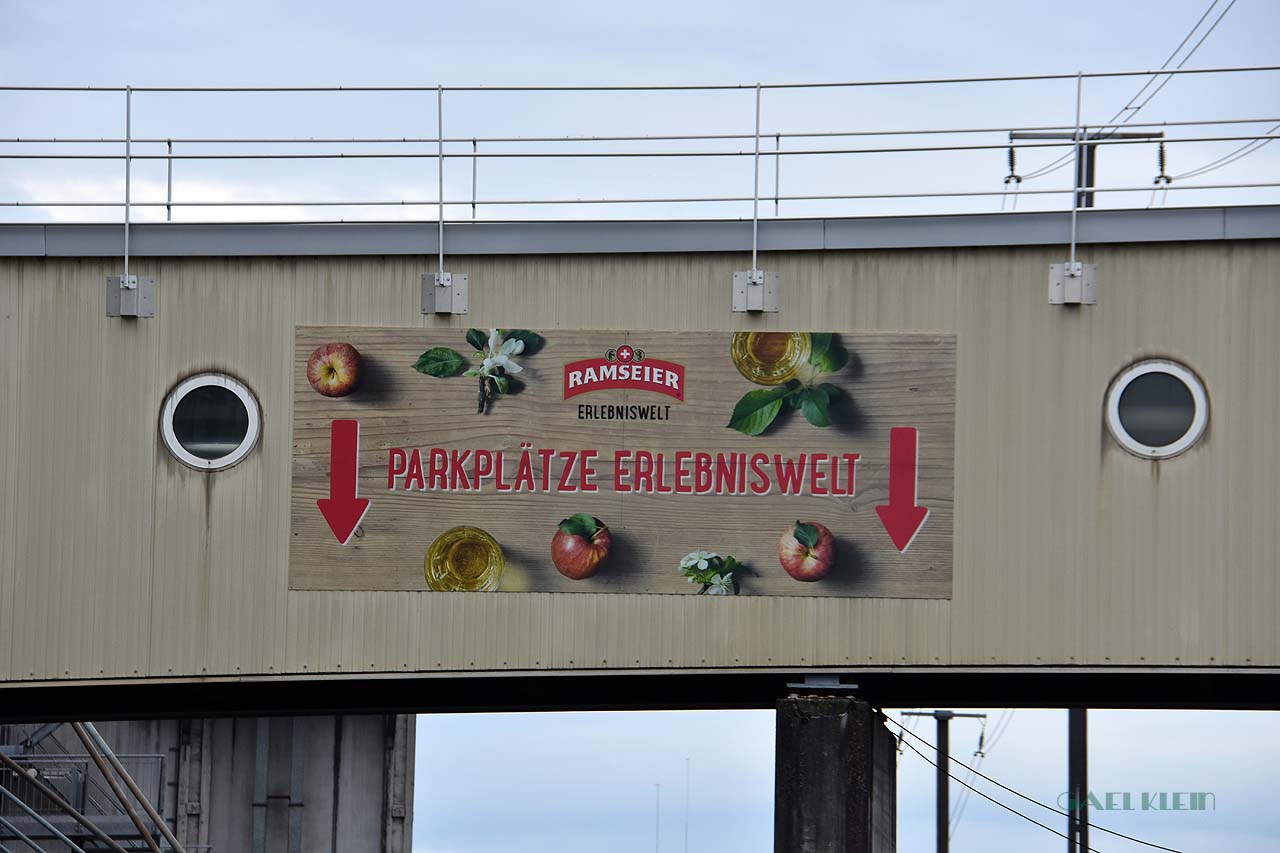 RAMSEIER
ERLEBNISWELT
PARKPLÄTZE ERLEBNISWELT
GAEL KLEIN